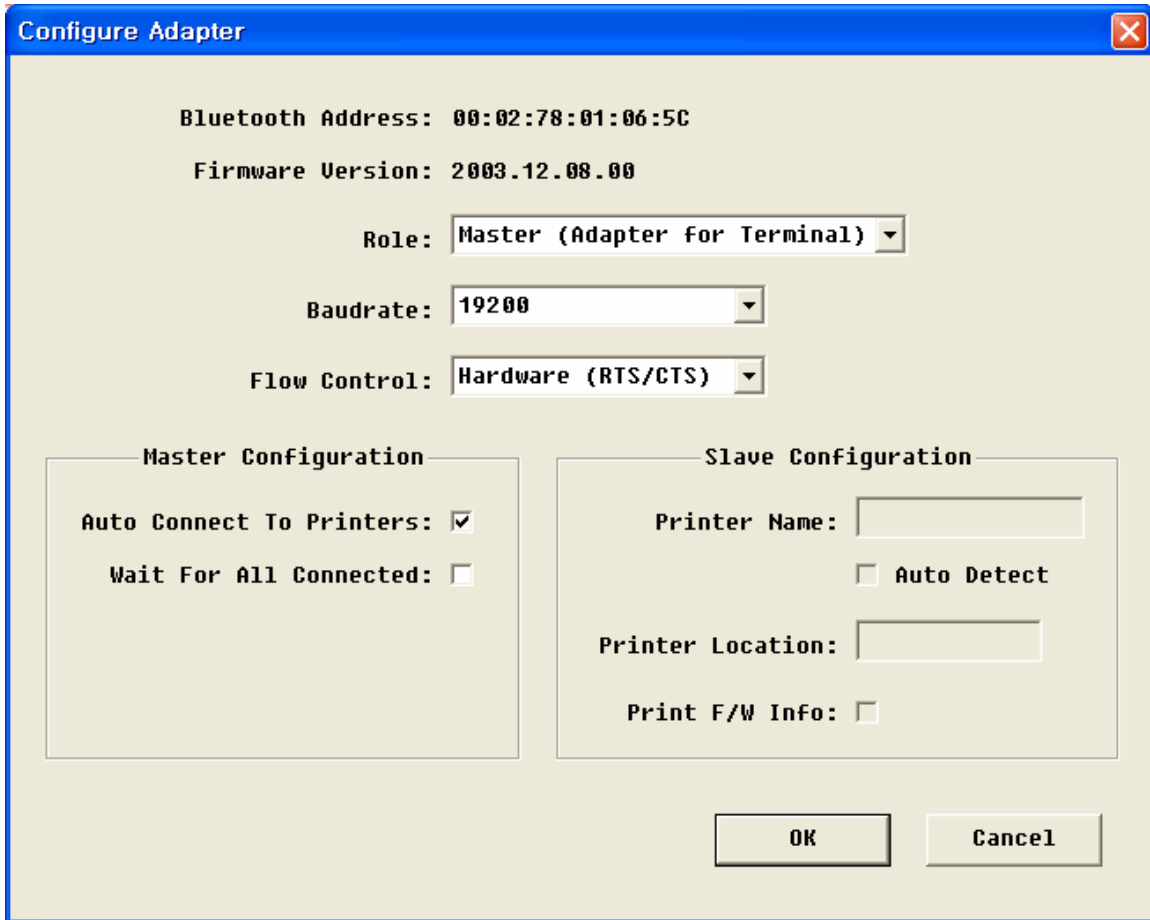 Configure Adapter
Bluetooth Address: 00:02:78:01:06:5C
Firmware Version: 2003.12.08.00
Role: Master (Adapter for Terminal)
Baudrate: 19200
Flow Control: Hardware (RTS/CTS)
Master Configuration
Auto Connect To Printers:
Wait For All Connected:
Slave Configuration
Printer Name:
Auto Detect
Printer Location:
Print F/W Info:
OK
Cancel